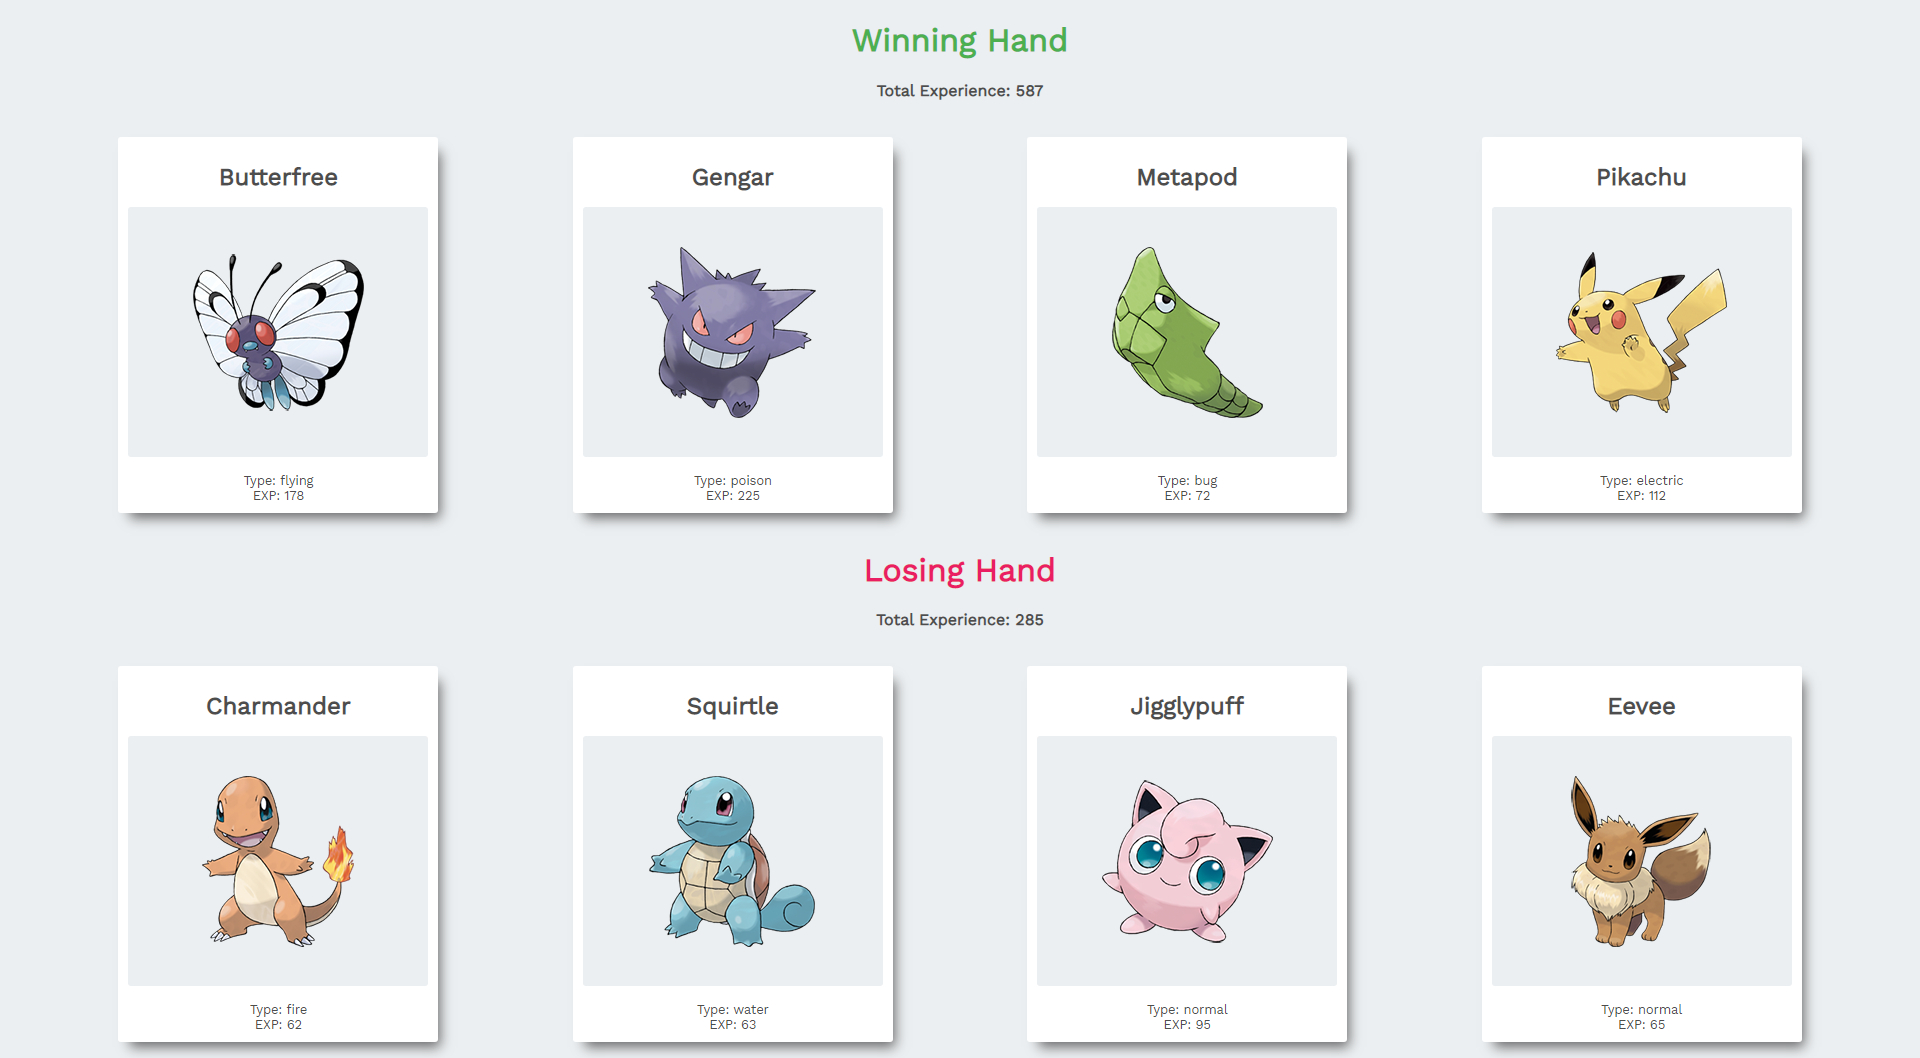 Winning Hand
Total Experience: 587
Butterfree
Gengar
Metapod
Pikachu
Type: flying
EXP: 178
Type: poison
EXP: 225
Type: bug
EXP: 72
Type: electric
EXP: 112
Losing Hand
Total Experience: 285
Charmander
Squirtle
Jigglypuff
Eevee
Type: fire
EXP: 62
Type: water
EXP: 63
Type: normal
EXP: 95
Type: normal
EXP: 65